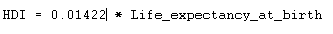 HDI = 0.01422 * Life_expectancy_at_birth